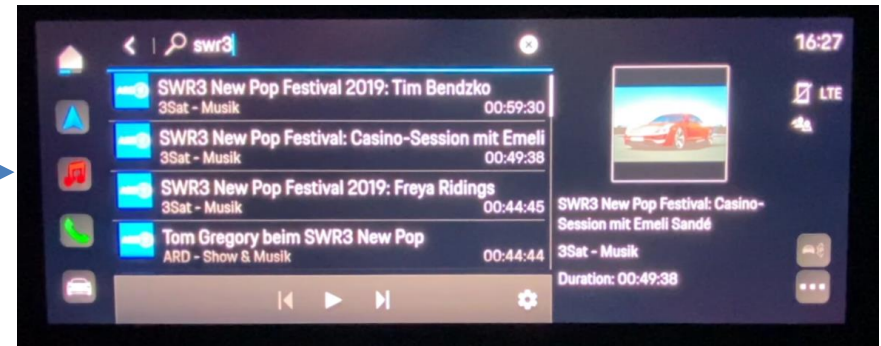 swr3
16:27
SWR3 New Pop Festival 2019: Tim Bendzko
3Sat - Musik 00:59:30
LTE
SWR3 New Pop Festival: Casino-Session mit Emeli
3Sat - Musik 00:49:38
SWR3 New Pop Festival 2019: Freya Ridings
3Sat - Musik 00:44:45
Tom Gregory beim SWR3 New Pop
ARD - Show & Musik 00:44:44
SWR3 New Pop Festival: Casino-
Session mit Emeli Sandé
3Sat - Musik
Duration: 00:49:38